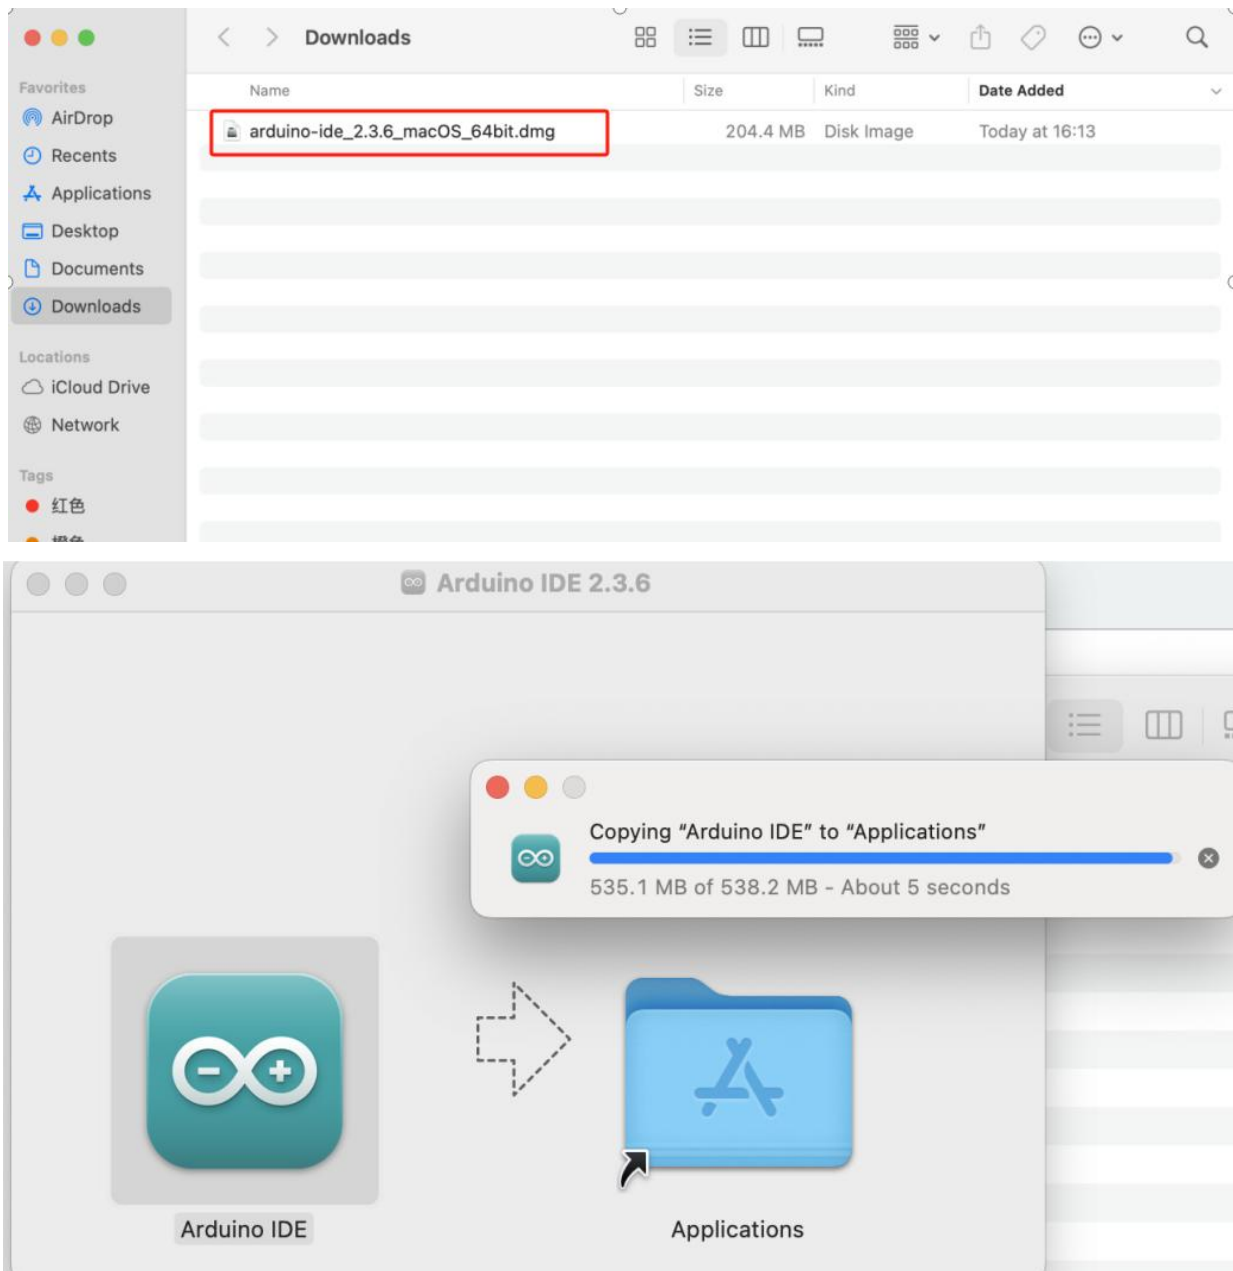 Downloads
Favorites
Name Size Kind Date Added
AirDrop
arduino-ide_2.3.6_macOS_64bit.dmg 204.4 MB Disk Image Today at 16:13
Recents
Applications
Desktop
Documents
Downloads
Locations
iCloud Drive
Network
Tags
红色
橙色
Arduino IDE 2.3.6
Copying “Arduino IDE” to “Applications”
535.1 MB of 538.2 MB - About 5 seconds
Arduino IDE
Applications